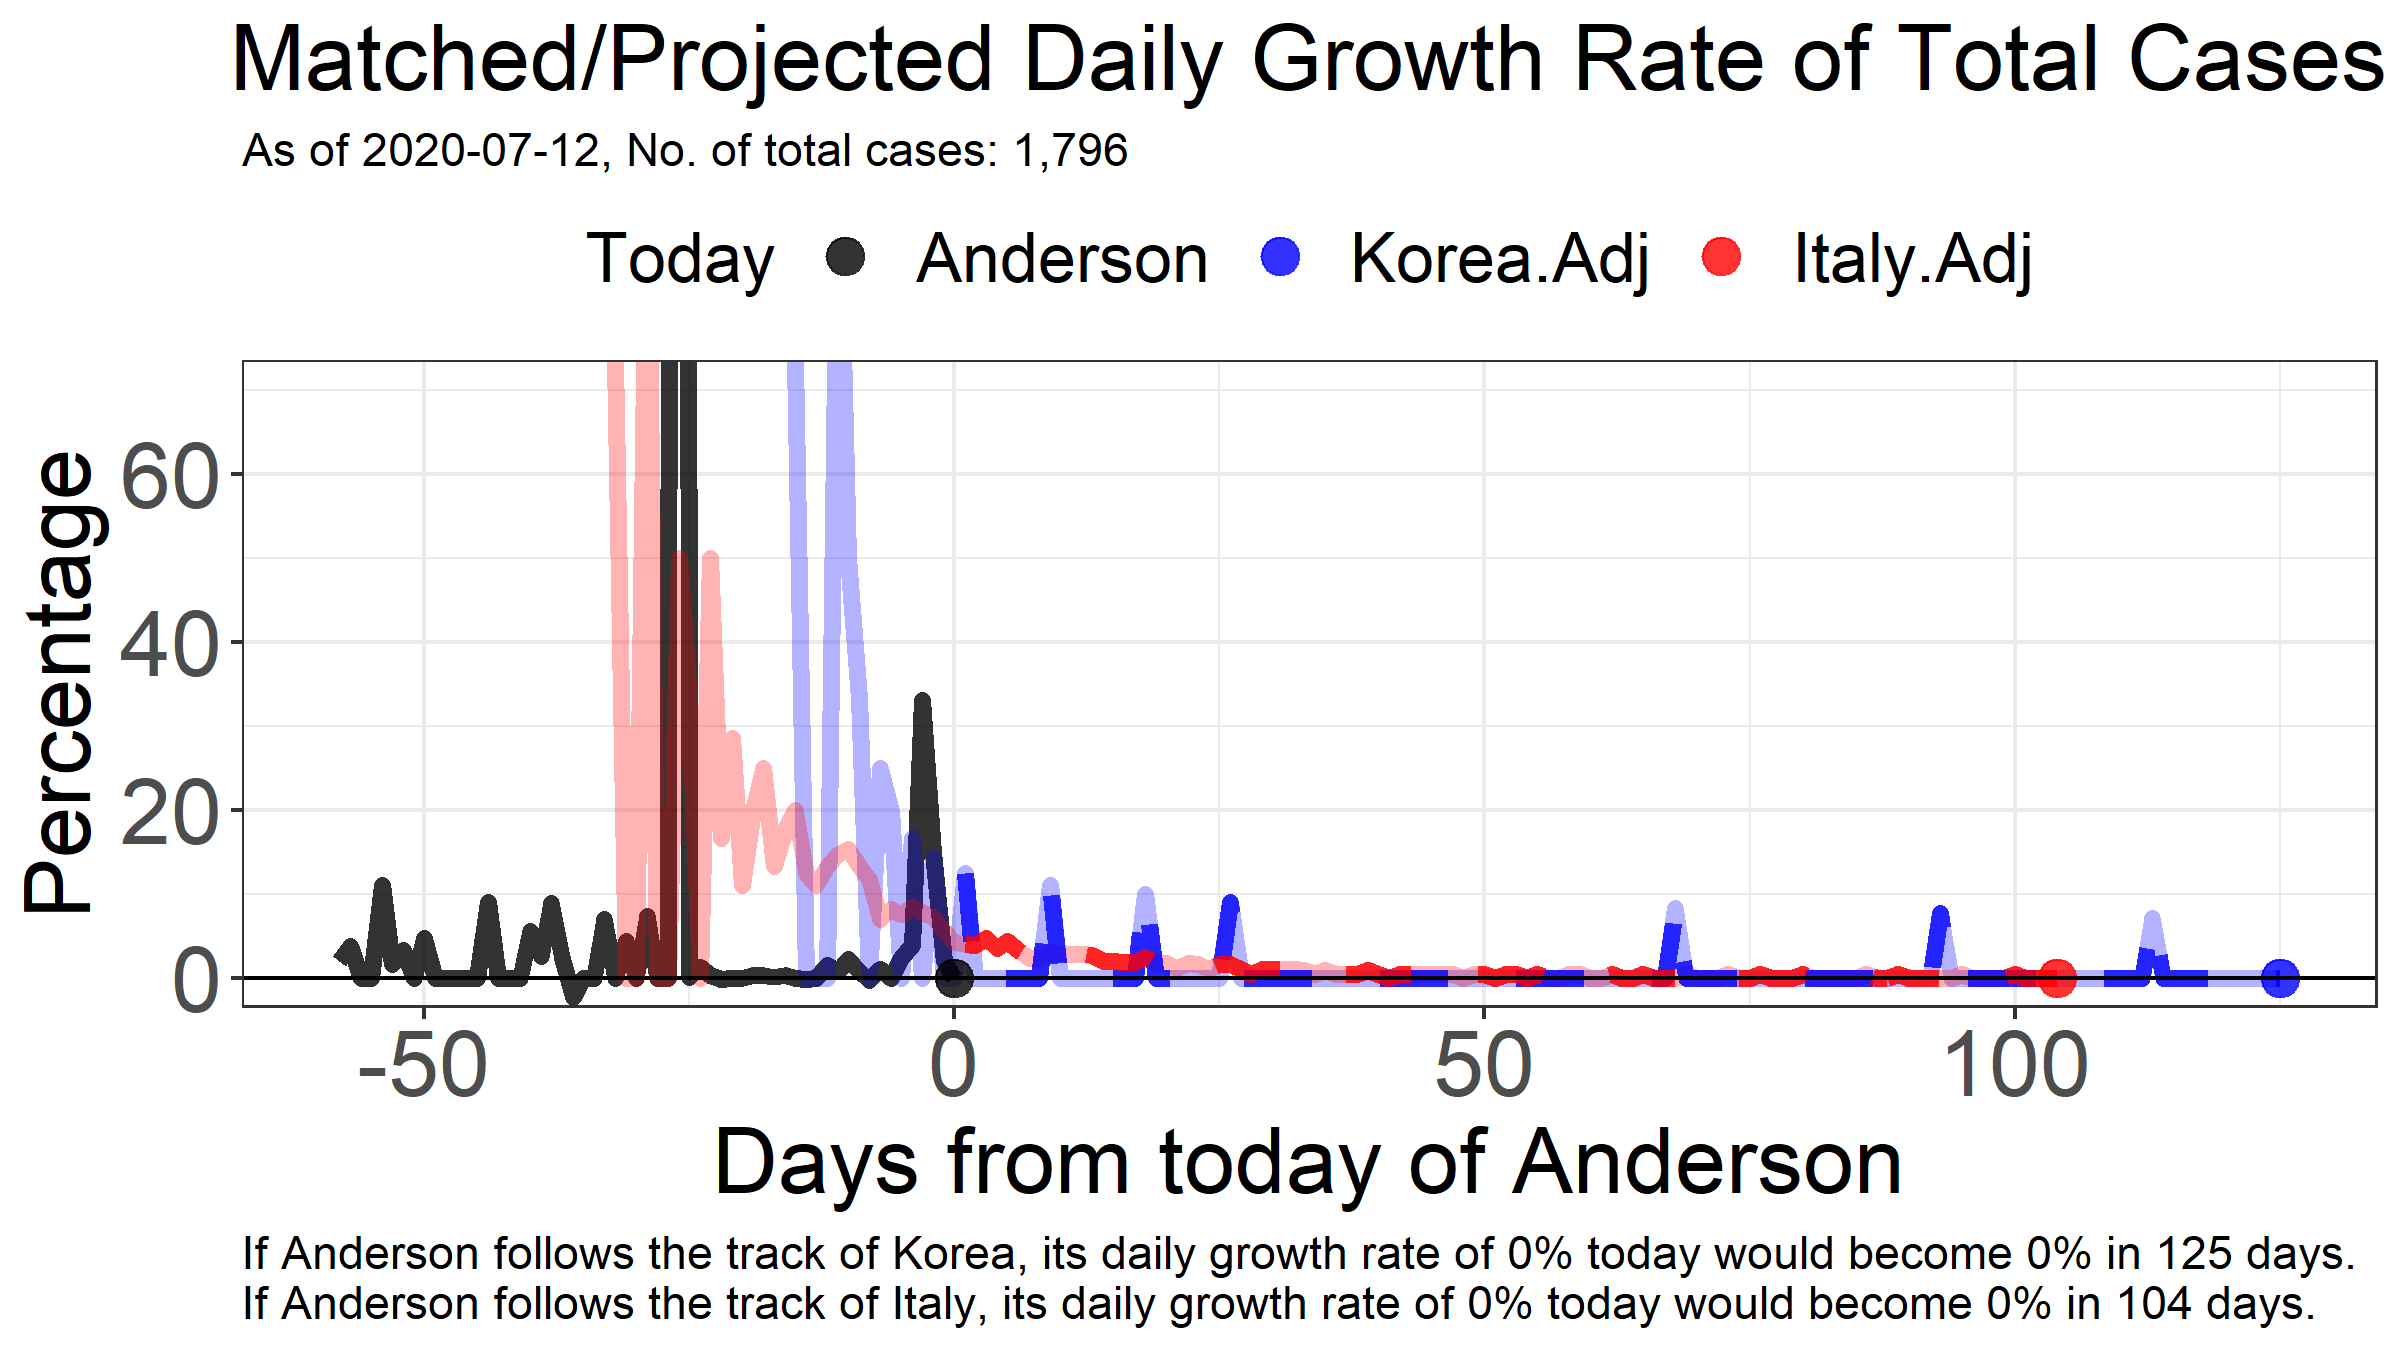 Matched/Projected Daily Growth Rate of Total Cases
As of 2020-07-12, No. of total cases: 1,796
Today Anderson Korea.Adj Italy.Adj
Percentage
60
40
20
0
-50 0 50 100
Days from today of Anderson
If Anderson follows the track of Korea, its daily growth rate of 0% today would become 0% in 125 days.
If Anderson follows the track of Italy, its daily growth rate of 0% today would become 0% in 104 days.